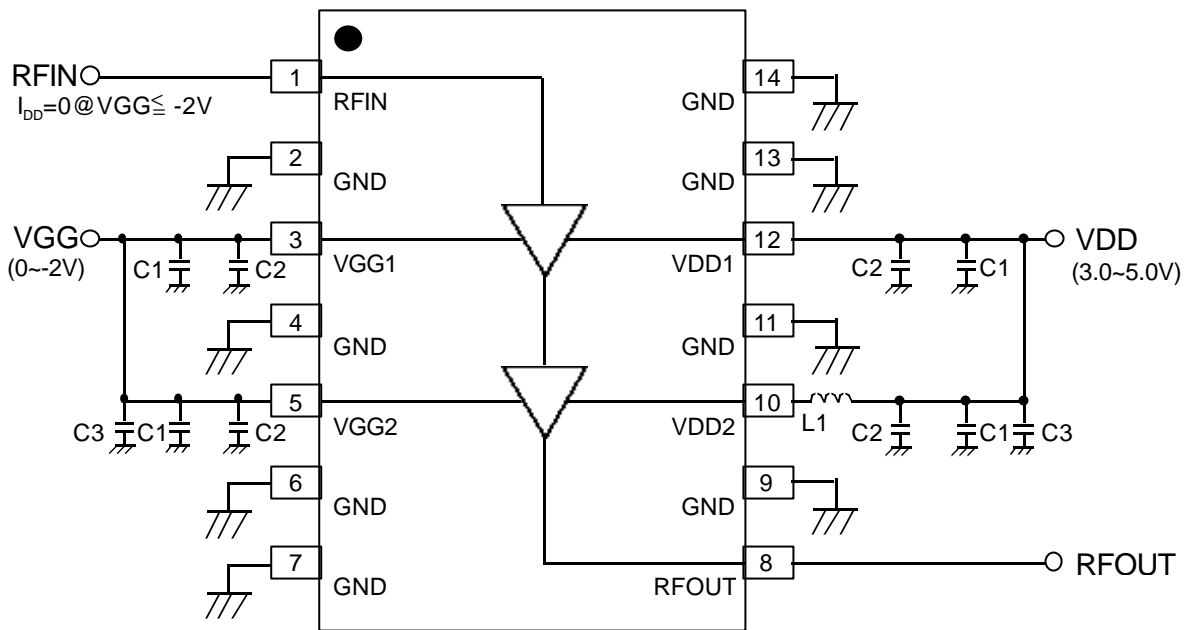 RFIN
I_DD=0@VGG≦ -2V
1
RFIN
14
GND
2
GND
13
GND
VGG
(0~-2V)
C1
C2
3
VGG1
12
VDD1
C2
C1
VDD
(3.0~5.0V)
4
GND
11
GND
C3
C1
C2
5
VGG2
10
VDD2
L1
C2
C1
C3
6
GND
9
GND
7
GND
8
RFOUT
RFOUT